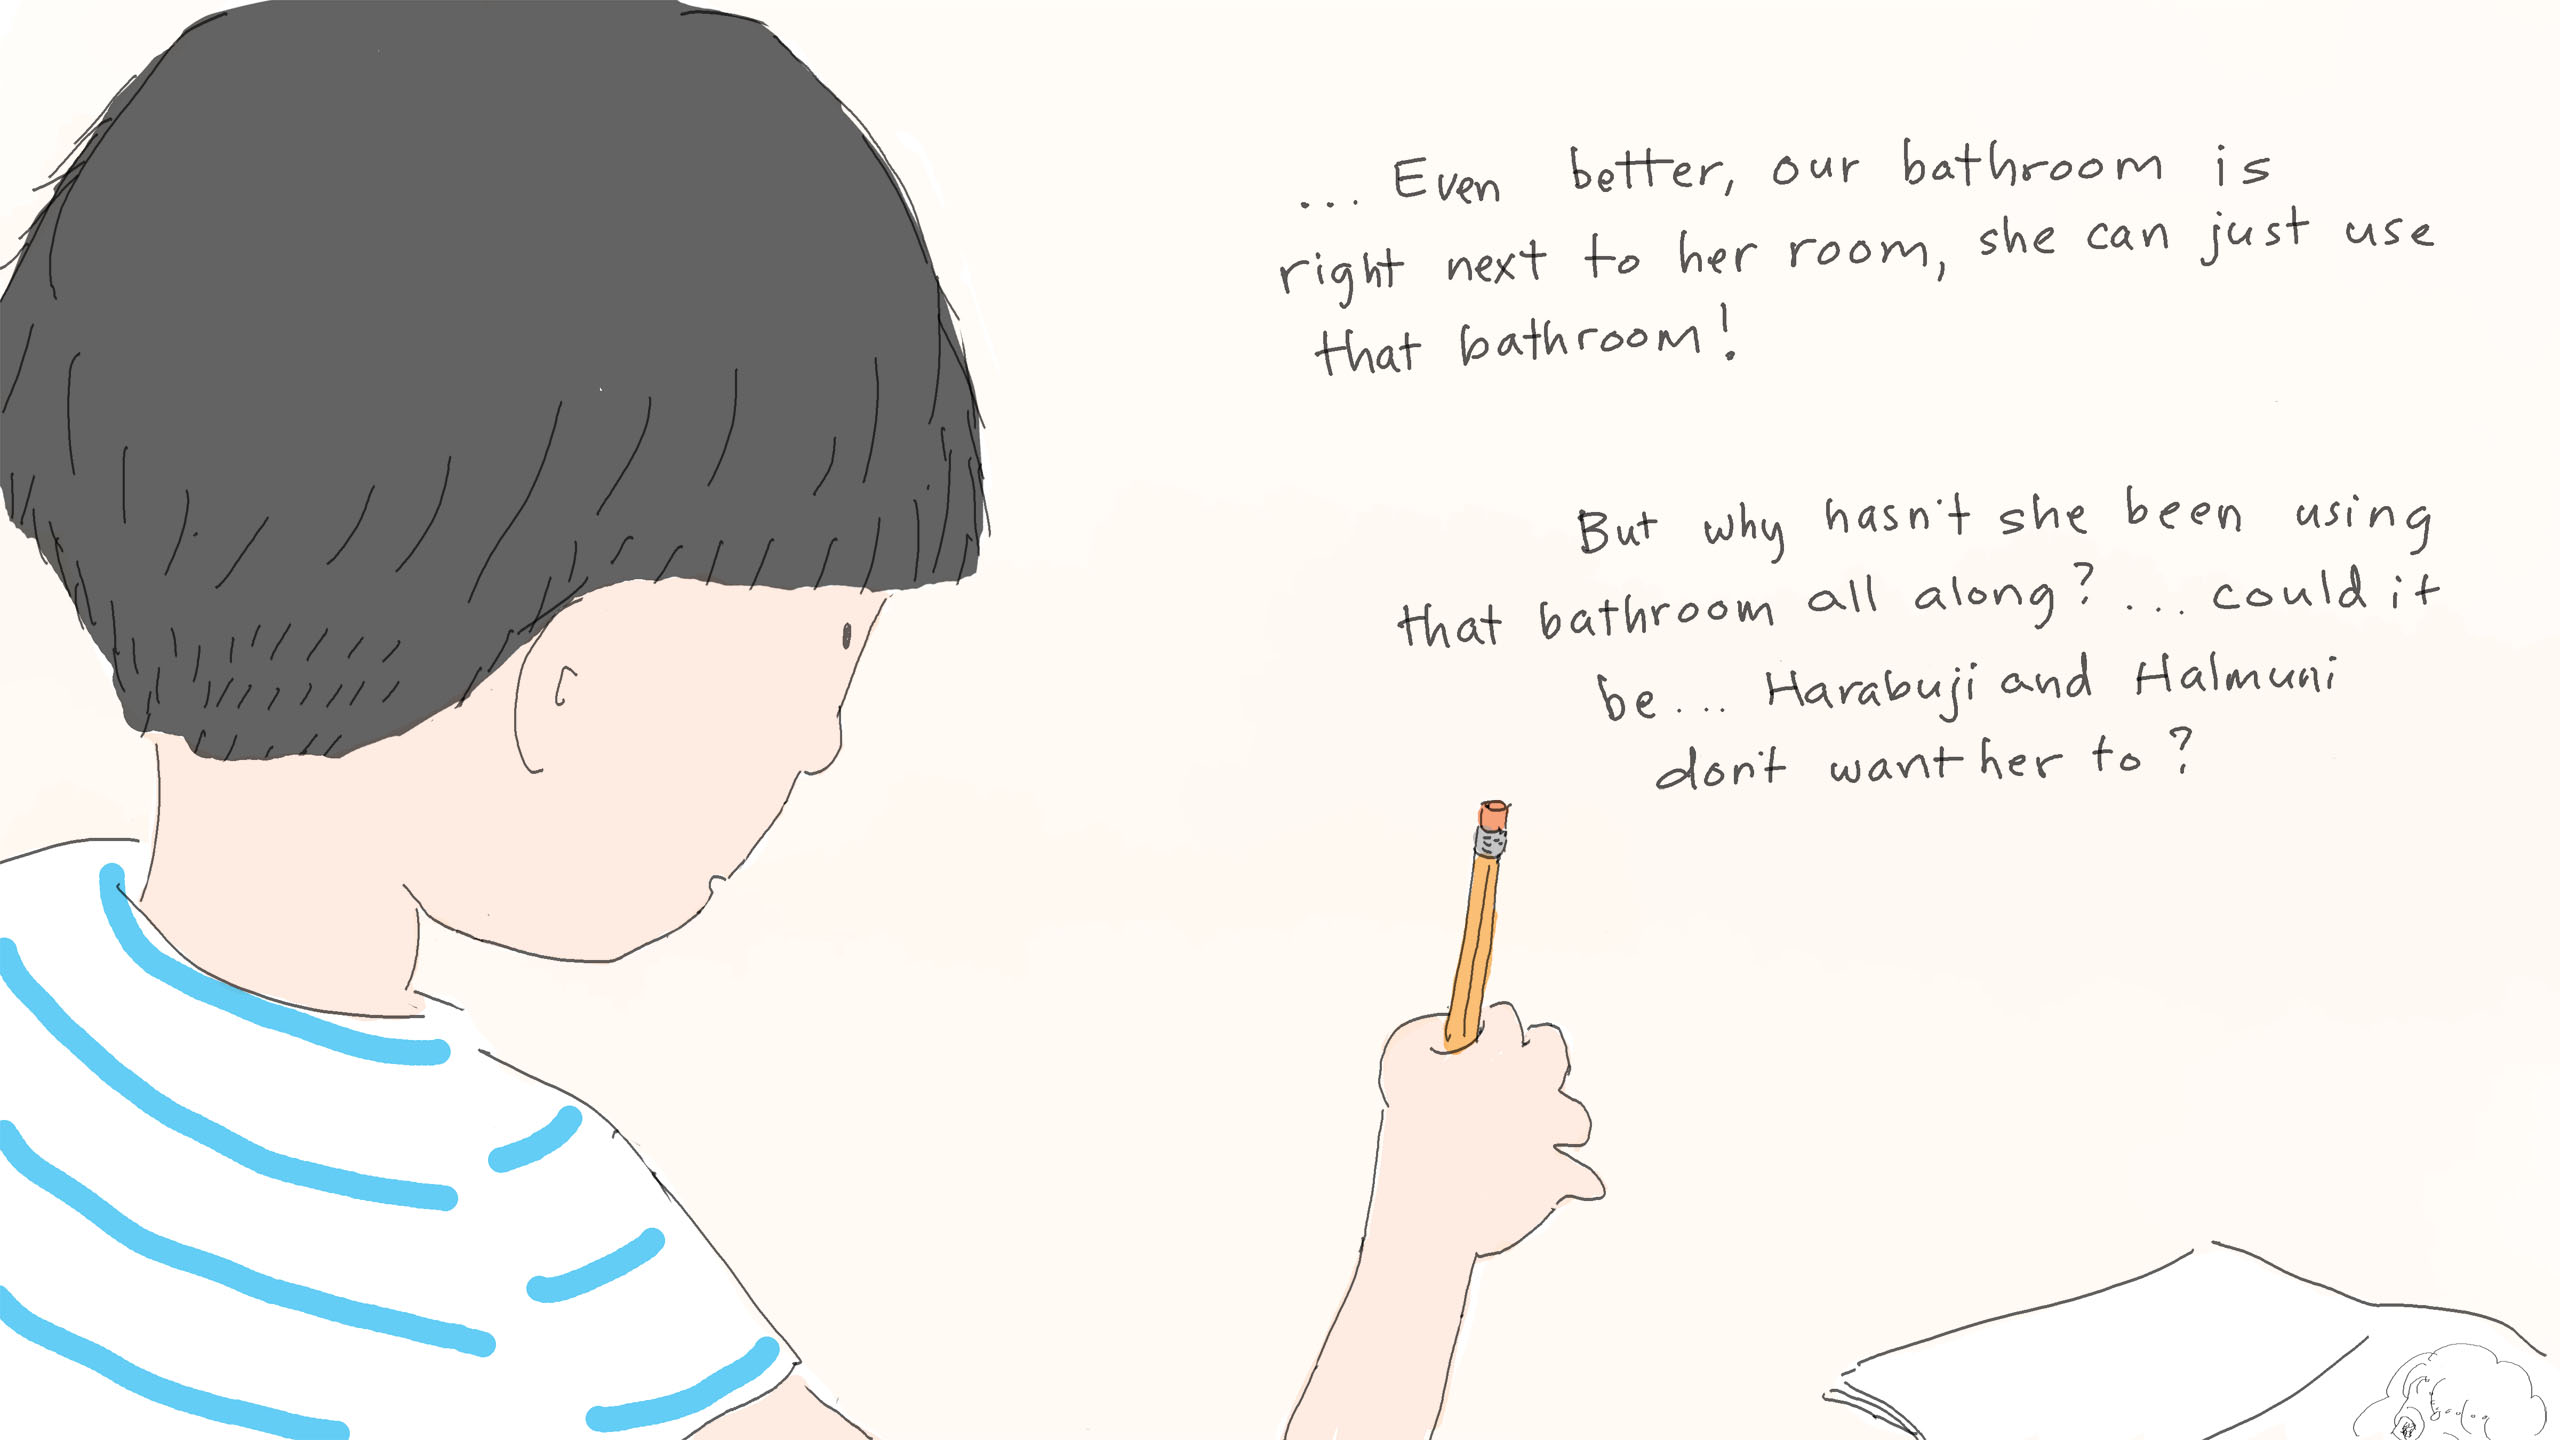 ... Even better, our bathroom is
right next to her room, she can just use
that bathroom!
But why hasn't she been using
that bathroom all along? ... could it
be... Harabuji and Halmuni
don't want her to?